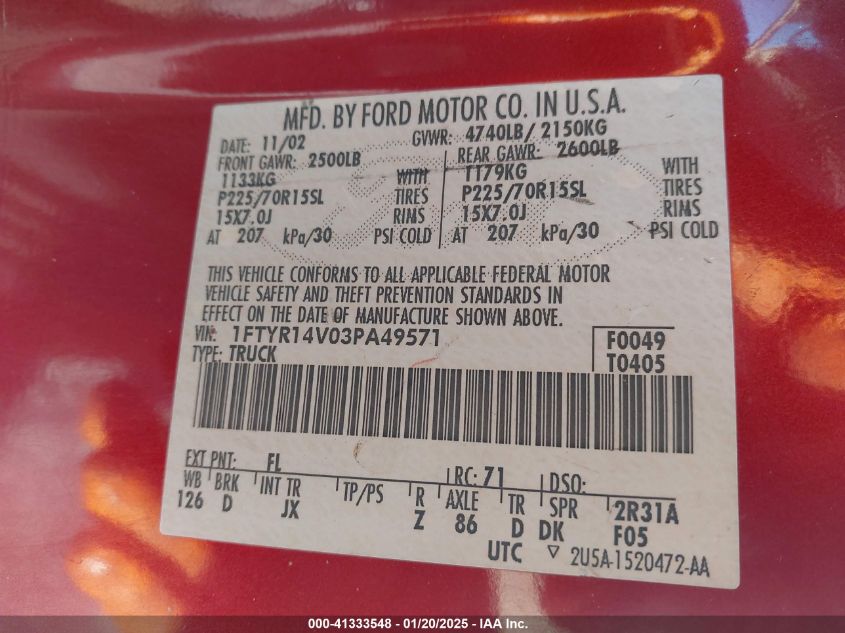 MFD. BY FORD MOTOR CO. IN U.S.A.
DATE: 11/02 GVWR: 4740LB/ 2150KG
FRONT GAWR: 2500LB REAR GAWR: 2600LB
1133KG WITH 1179KG WITH
P225/70R15SL TIRES P225/70R15SL TIRES
15X7.0J RIMS 15X7.0J RIMS
AT 207 kPa/30 PSI COLD AT 207 kPa/30 PSI COLD
THIS VEHICLE CONFORMS TO ALL APPLICABLE FEDERAL MOTOR
VEHICLE SAFETY AND THEFT PREVENTION STANDARDS IN
EFFECT ON THE DATE OF MANUFACTURE SHOWN ABOVE.
VIN: 1FTYR14V03PA49571 F0049
TYPE: TRUCK T0405
EXT PNT: FL RC: 71 DSO:
WB BRK INT TR TP/PS R AXLE TR SPR 2R31A
126 D JX Z 86 D DK F05
UTC ▽ 2U5A-1520472-AA
000-41333548 - 01/20/2025 - IAA Inc.